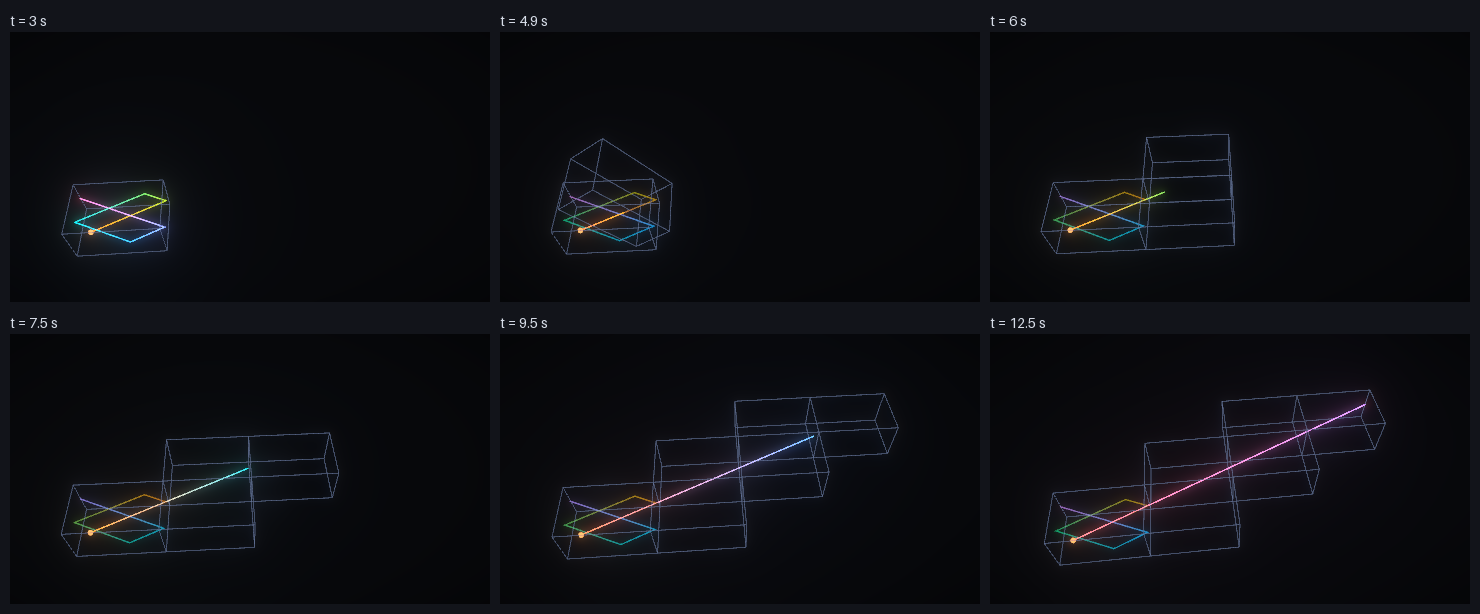 t = 3 s
t = 4.9 s
t = 6 s
t = 7.5 s
t = 9.5 s
t = 12.5 s